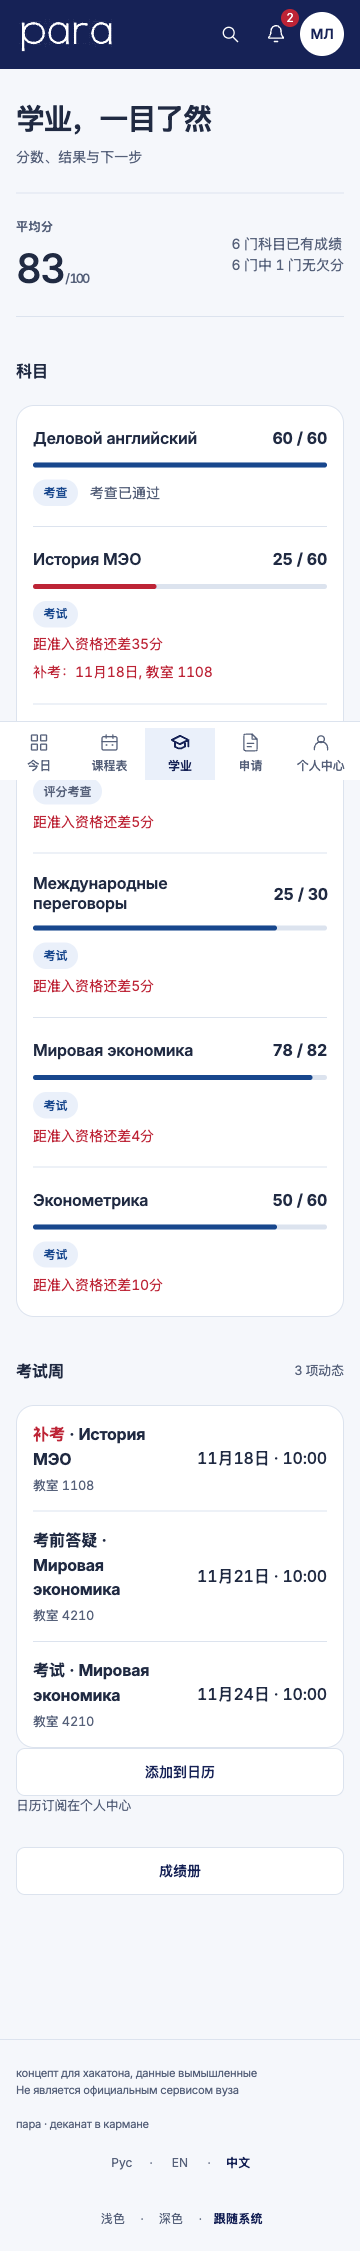 para
2
МЛ
学业，一目了然
分数、结果与下一步
平均分
83/100
6 门科目已有成绩
6 门中 1 门无欠分
科目
Деловой английский 60 / 60
考查 考查已通过
История МЭО 25 / 60
考试
距准入资格还差35分
补考：11月18日, 教室 1108
今日 课程表 学业 申请 个人中心
评分考查
距准入资格还差5分
Международные
переговоры
25 / 30
考试
距准入资格还差5分
Мировая экономика 78 / 82
考试
距准入资格还差4分
Эконометрика 50 / 60
考试
距准入资格还差10分
考试周 3 项动态
补考 · История
МЭО
11月18日 · 10:00
教室 1108
考前答疑 ·
Мировая
экономика
11月21日 · 10:00
教室 4210
考试 · Мировая
экономика
11月24日 · 10:00
教室 4210
添加到日历
日历订阅在个人中心
成绩册
концепт для хакатона, данные вымышленные
Не является официальным сервисом вуза
пара · деканат в кармане
Рус · EN · 中文
浅色 · 深色 · 跟随系统